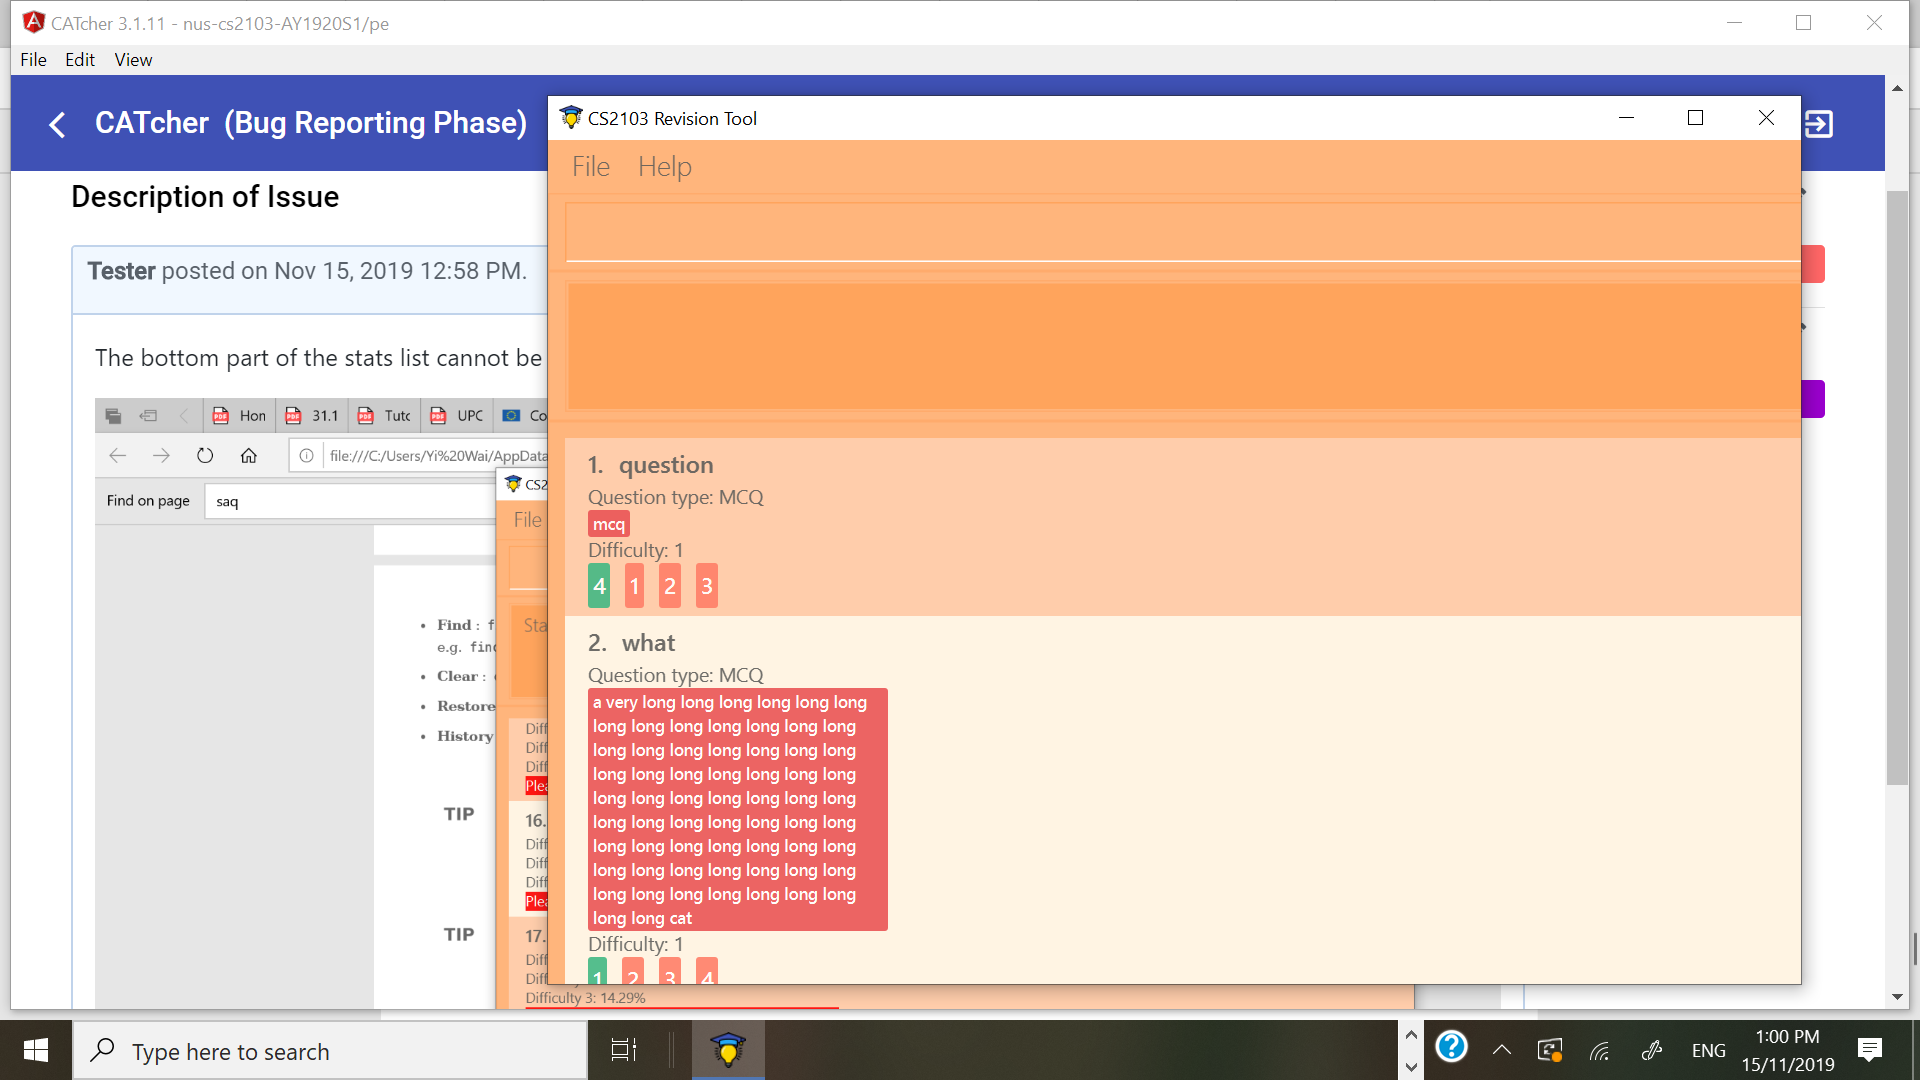 CATcher 3.1.11 - nus-cs2103-AY1920S1/pe
File Edit View
CATcher (Bug Reporting Phase)
Description of Issue
Tester posted on Nov 15, 2019 12:58 PM.
The bottom part of the stats list cannot be
Hon 31.1 Tutc UPC Co
file:///C:/Users/Yi%20Wai/AppData
Find on page saq
CS2
File
Sta
• Find : f
e.g. find
• Clear :
• Restore
• History
TIP
TIP
Diff
Diff
Diff
Plea
16.
Diff
Diff
Diff
Plea
17.
Diff
Diff
Difficulty 3: 14.29%
CS2103 Revision Tool
File Help
1. question
Question type: MCQ
mcq
Difficulty: 1
4 1 2 3
2. what
Question type: MCQ
a very long long long long long long
long long long long long long long
long long long long long long long
long long long long long long long
long long long long long long long
long long long long long long long
long long long long long long long
long long long long long long long
long long long long long long long
long long cat
Difficulty: 1
1 2 3 4
Type here to search
ENG
1:00 PM
15/11/2019